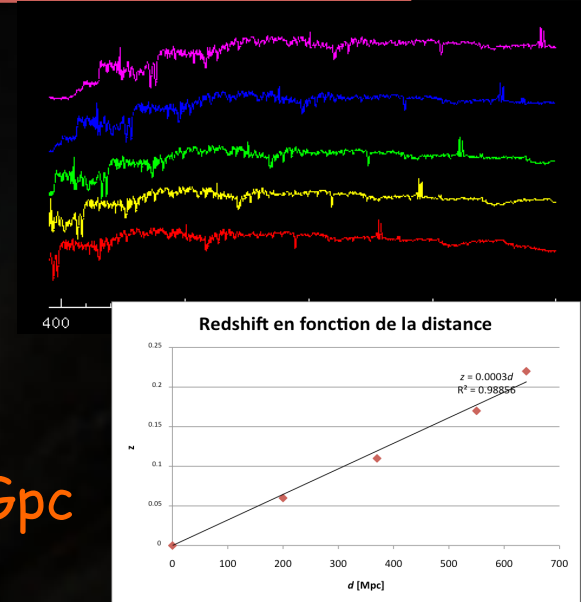 400
Redshift en fonction de la distance
0.25
0.2
0.15
0.1
0.05
0
z
z = 0.0003d
R² = 0.98856
0 100 200 300 400 500 600 700
d [Mpc]
Gpc